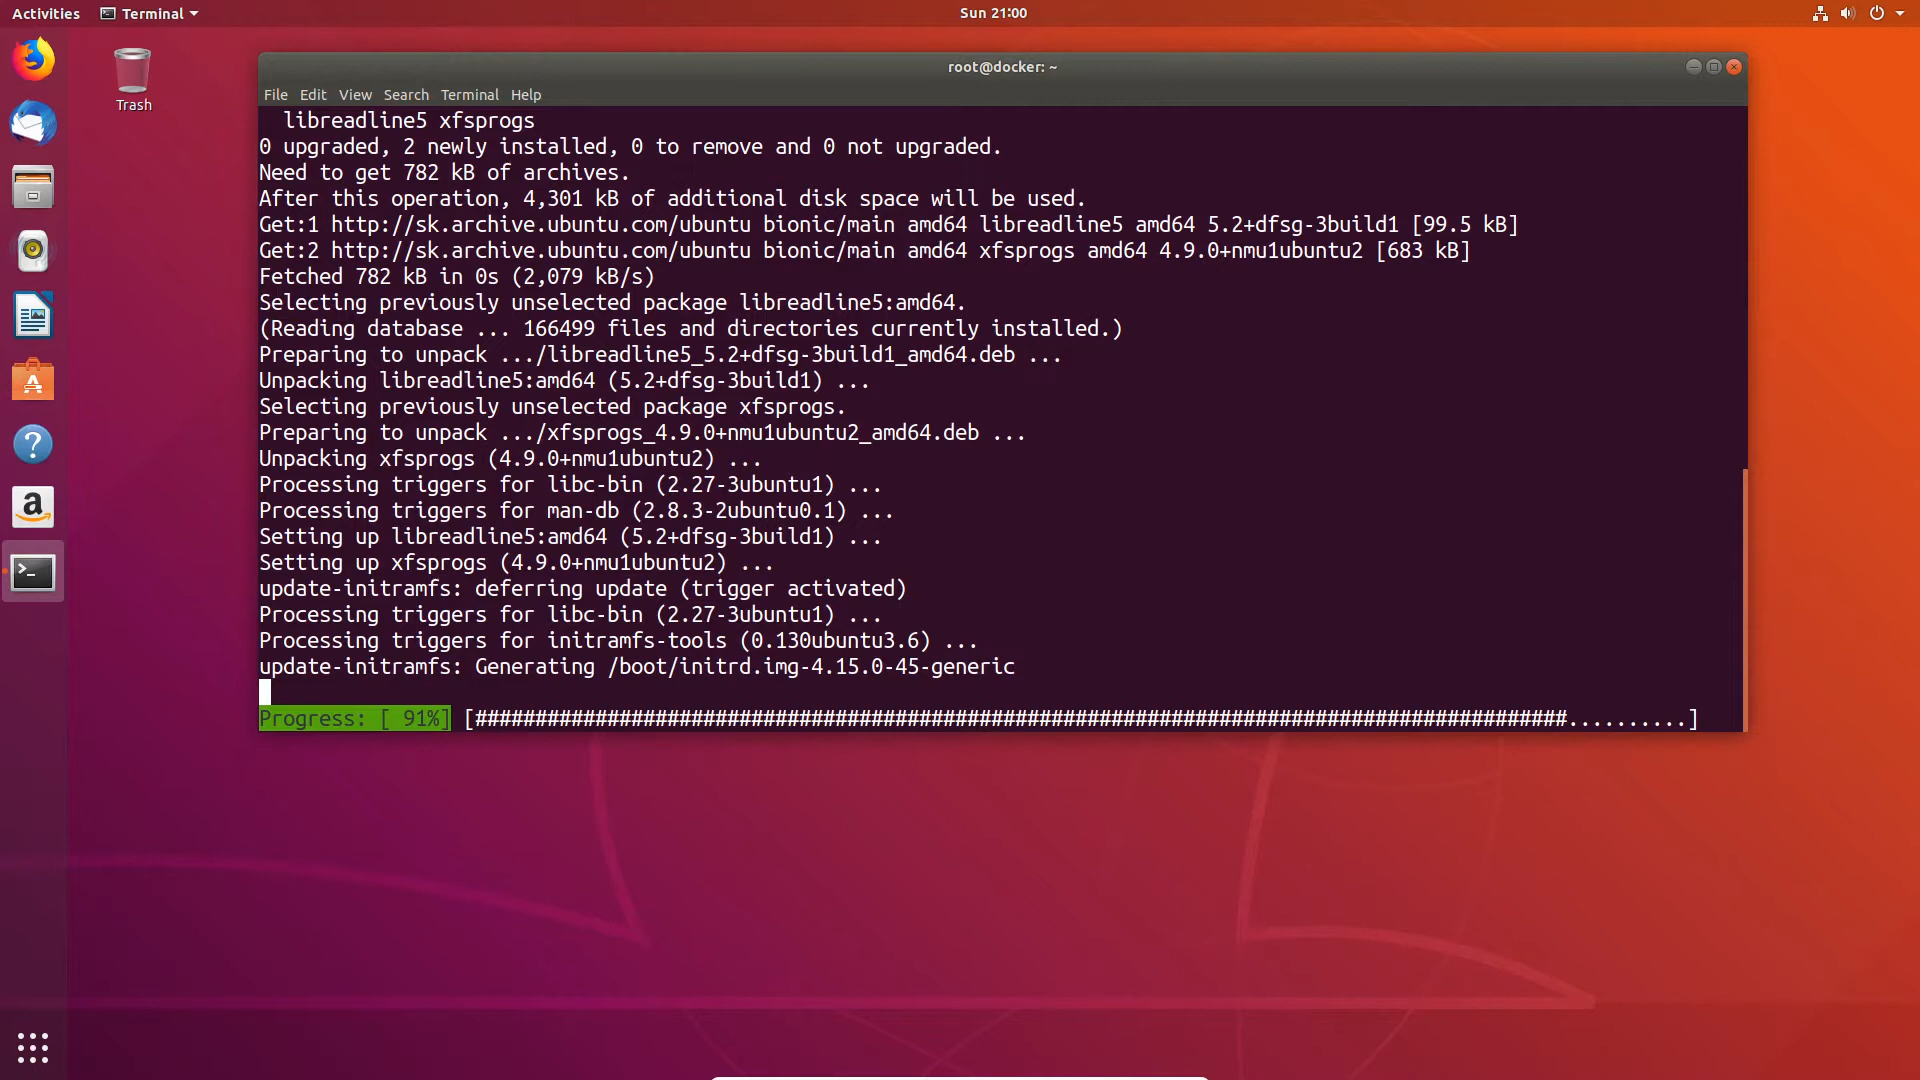 Activities
Terminal
Sun 21:00
Trash
root@docker: ~
File Edit View Search Terminal Help
libreadline5 xfsprogs
0 upgraded, 2 newly installed, 0 to remove and 0 not upgraded.
Need to get 782 kB of archives.
After this operation, 4,301 kB of additional disk space will be used.
Get:1 http://sk.archive.ubuntu.com/ubuntu bionic/main amd64 libreadline5 amd64 5.2+dfsg-3build1 [99.5 kB]
Get:2 http://sk.archive.ubuntu.com/ubuntu bionic/main amd64 xfsprogs amd64 4.9.0+nmu1ubuntu2 [683 kB]
Fetched 782 kB in 0s (2,079 kB/s)
Selecting previously unselected package libreadline5:amd64.
(Reading database ... 166499 files and directories currently installed.)
Preparing to unpack .../libreadline5_5.2+dfsg-3build1_amd64.deb ...
Unpacking libreadline5:amd64 (5.2+dfsg-3build1) ...
Selecting previously unselected package xfsprogs.
Preparing to unpack .../xfsprogs_4.9.0+nmu1ubuntu2_amd64.deb ...
Unpacking xfsprogs (4.9.0+nmu1ubuntu2) ...
Processing triggers for libc-bin (2.27-3ubuntu1) ...
Processing triggers for man-db (2.8.3-2ubuntu0.1) ...
Setting up libreadline5:amd64 (5.2+dfsg-3build1) ...
Setting up xfsprogs (4.9.0+nmu1ubuntu2) ...
update-initramfs: deferring update (trigger activated)
Processing triggers for libc-bin (2.27-3ubuntu1) ...
Processing triggers for initramfs-tools (0.130ubuntu3.6) ...
update-initramfs: Generating /boot/initrd.img-4.15.0-45-generic
Progress: [ 91%] [###########################################################################################..........]